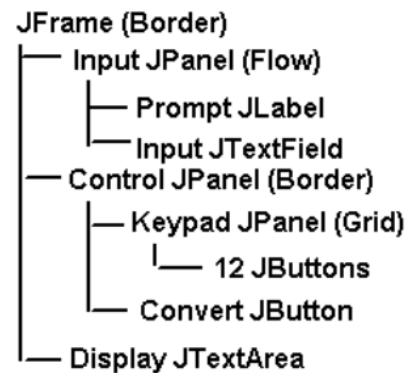 JFrame (Border)
Input JPanel (Flow)
Prompt JLabel
Input JTextField
Control JPanel (Border)
Keypad JPanel (Grid)
12 JButtons
Convert JButton
Display JTextArea